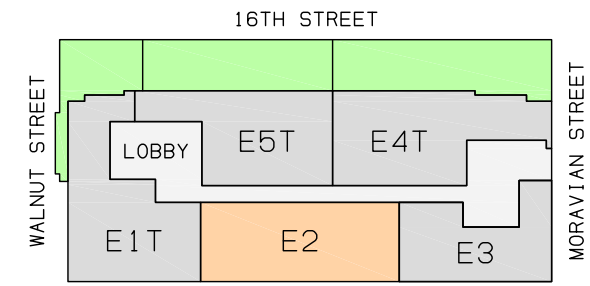 16TH STREET
WALNUT STREET
MORAVIAN STREET
LOBBY
E5T
E4T
E1T
E2
E3